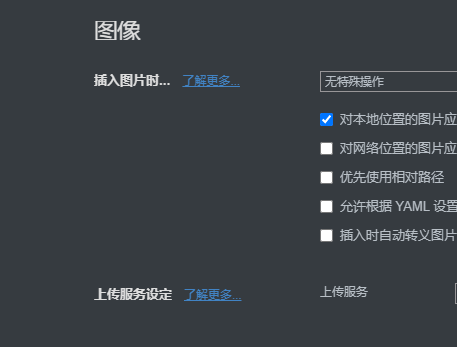 图像
插入图片时... 了解更多... 无特殊操作
对本地位置的图片应
对网络位置的图片应
优先使用相对路径
允许根据 YAML 设置
插入时自动转义图片
上传服务设定 了解更多... 上传服务